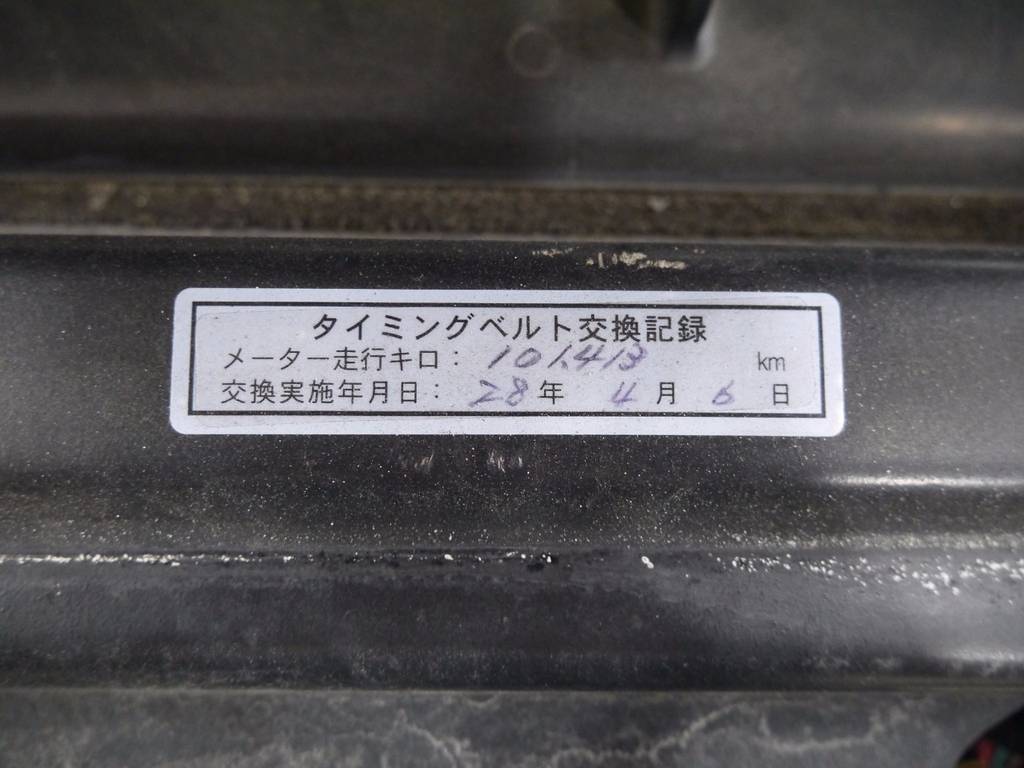 タイミングベルト交換記録
メーター走行キロ： 101,413 km
交換実施年月日： 28年 4月 6日